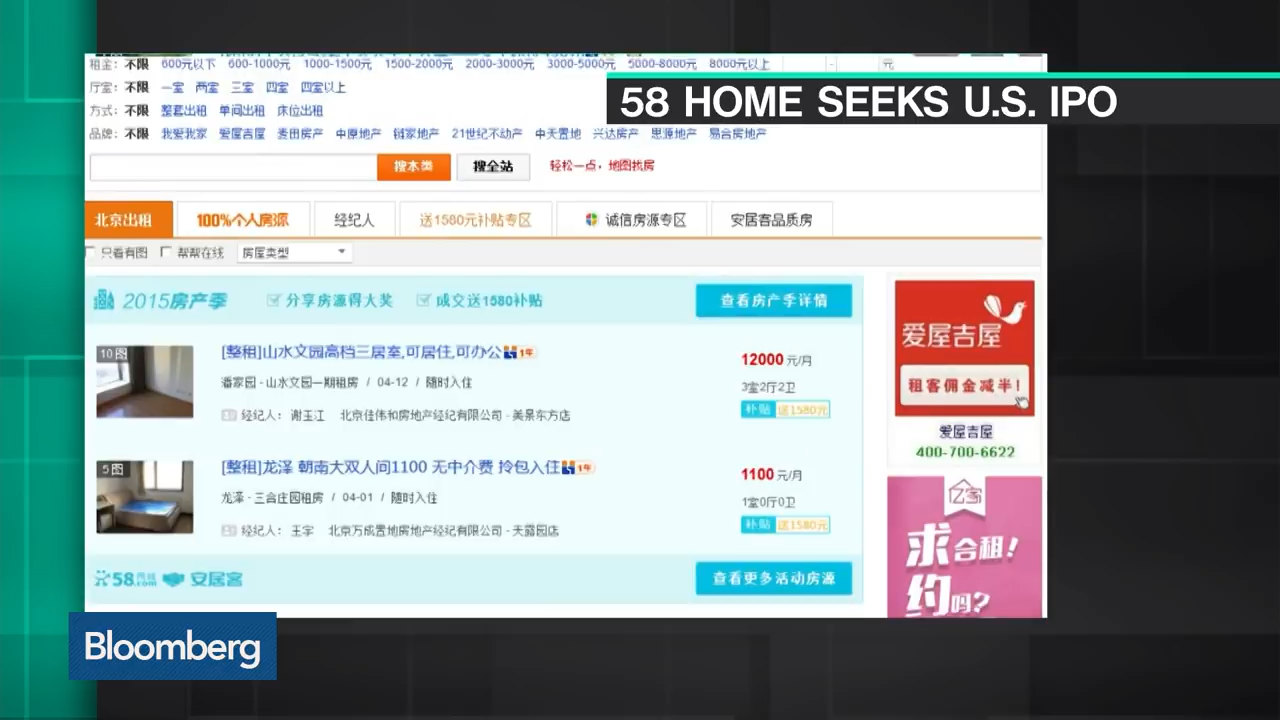 58 HOME SEEKS U.S. IPO
租金: 不限 600元以下 600-1000元 1000-1500元 1500-2000元 2000-3000元 3000-5000元 5000-8000元 8000元以上 - 元
厅室: 不限 一室 两室 三室 四室 四室以上
方式: 不限 整套出租 单间出租 床位出租
品牌: 不限 我爱我家 爱屋吉屋 麦田房产 中原地产 链家地产 21世纪不动产 中天置地 兴达房产 思源地产 易合房地产
搜本类 搜全站 轻松一点,地图找房
北京出租 100%个人房源 经纪人 送1580元补贴专区 诚信房源专区 安居客品质房
只看有图 帮帮在线 房屋类型
2015房产季 分享房源得大奖 成交送1580补贴 查看房产季详情
10图 [整租]山水文园高档三居室,可居住,可办公 1年
12000元/月
潘家园 - 山水文园一期租房 / 04-12 / 随时入住
3室2厅2卫
经纪人: 谢玉江 北京佳伟和房地产经纪有限公司 - 美景东方店
补贴 送1580元
5图 [整租]龙泽 朝南大双人间1100 无中介费 拎包入住 1年
1100元/月
龙泽 - 三合庄园租房 / 04-01 / 随时入住
1室0厅0卫
经纪人: 王宇 北京万成置地房地产经纪有限公司 - 天露园店
补贴 送1580元
58同城.com 安居客 查看更多活动房源
爱屋吉屋
租客佣金减半!
爱屋吉屋
400-700-6622
亿家
求合租!
约吗?
Bloomberg